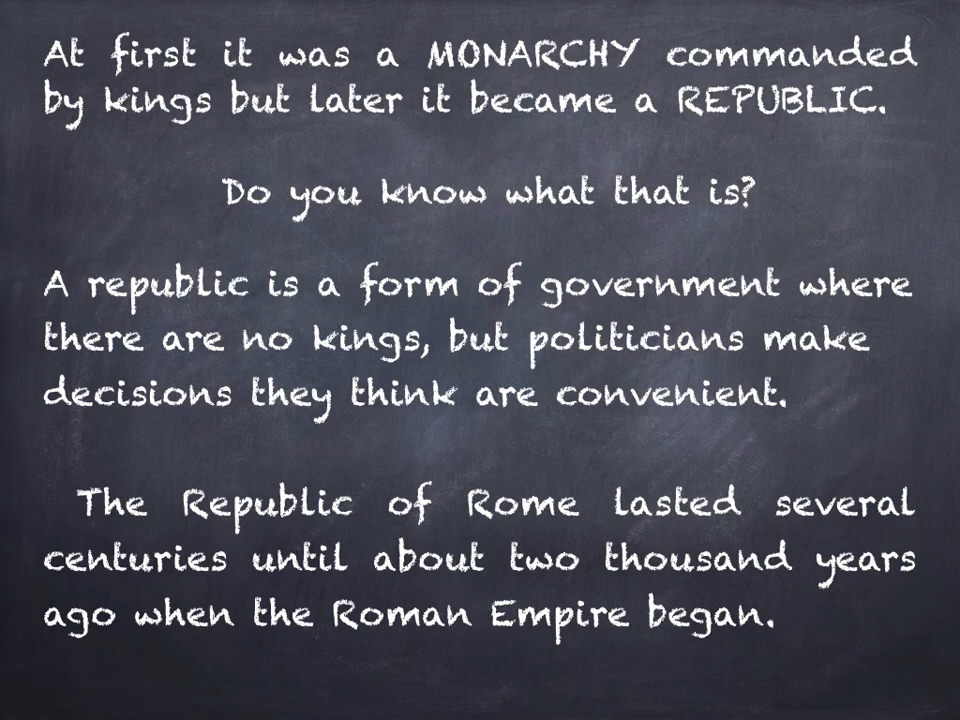 At first it was a MONARCHY commanded
by kings but later it became a REPUBLIC.
Do you know what that is?
A republic is a form of government where
there are no kings, but politicians make
decisions they think are convenient.
The Republic of Rome lasted several
centuries until about two thousand years
ago when the Roman Empire began.